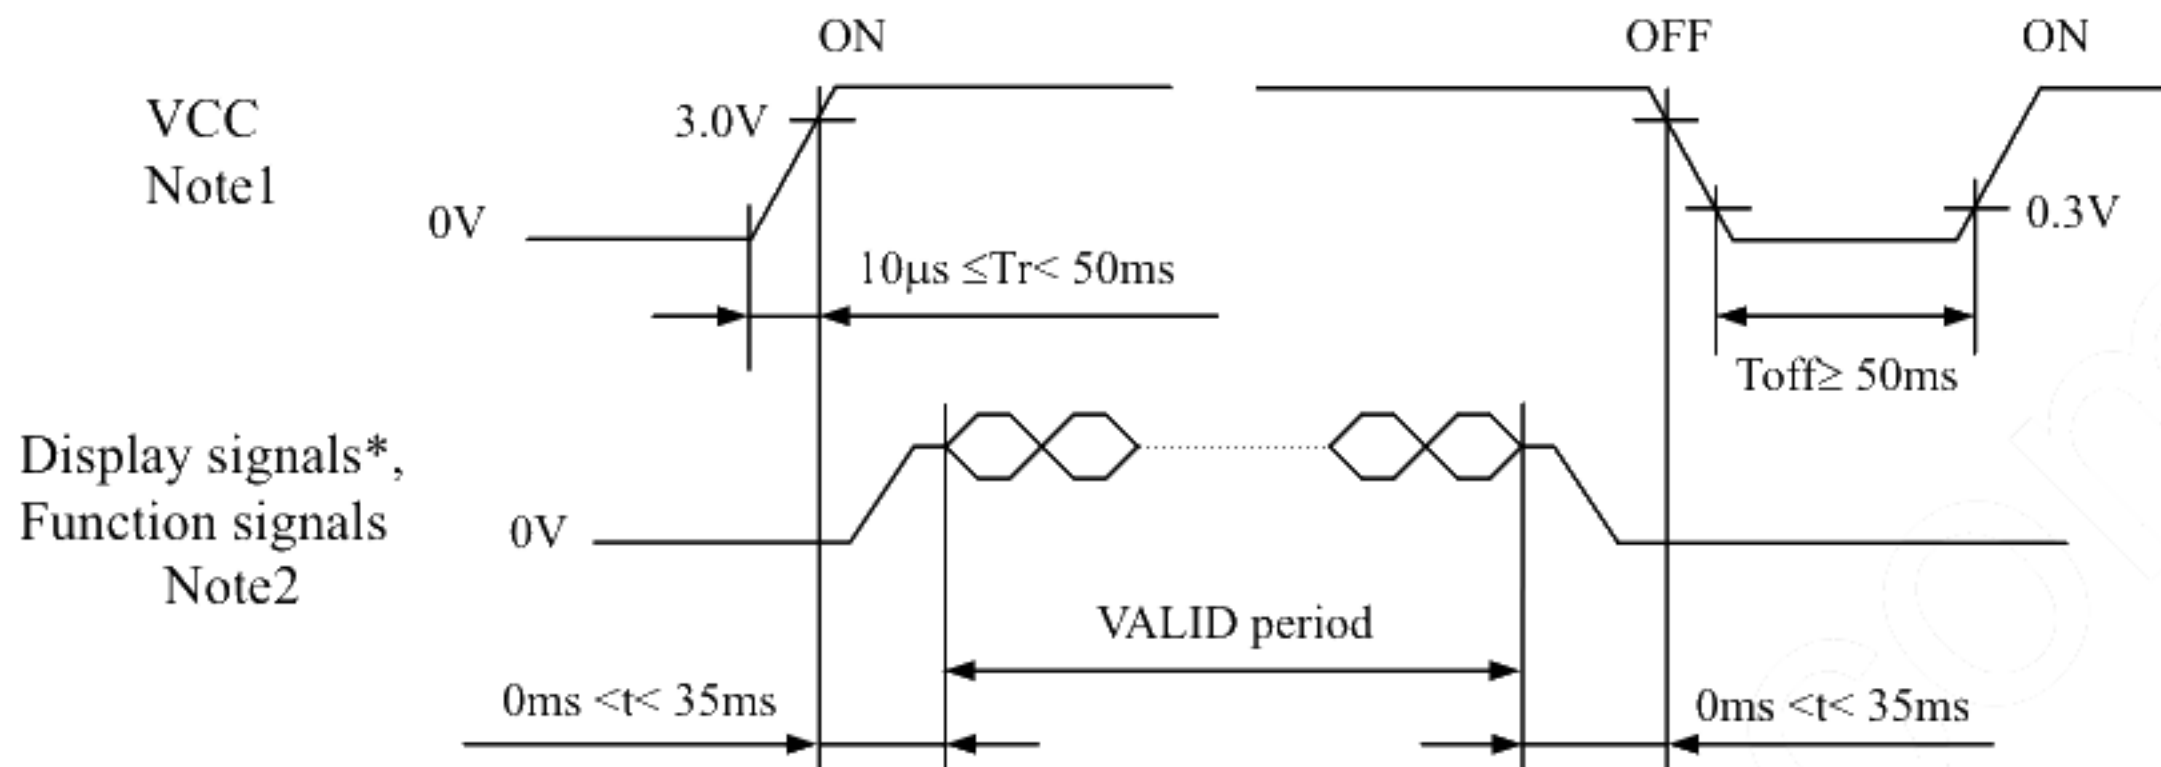 ON
OFF
ON
VCC
Note1
3.0V
0V
0.3V
10μs ≤Tr< 50ms
Toff≥ 50ms
Display signals*,
Function signals
Note2
0V
VALID period
0ms <t< 35ms
0ms <t< 35ms